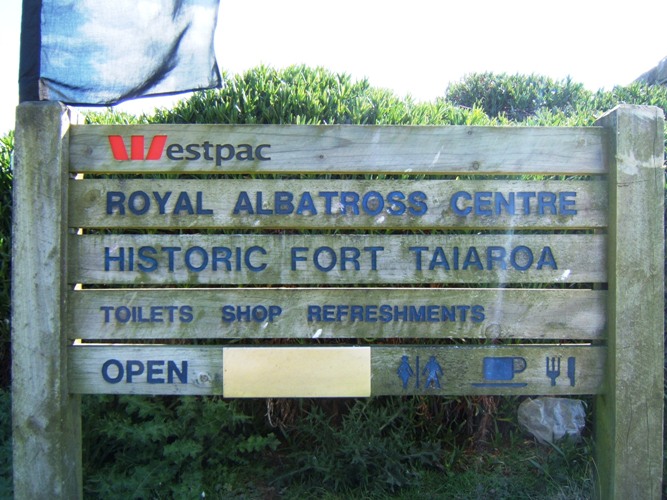 Westpac
ROYAL ALBATROSS CENTRE
HISTORIC FORT TAIAROA
TOILETS SHOP REFRESHMENTS
OPEN